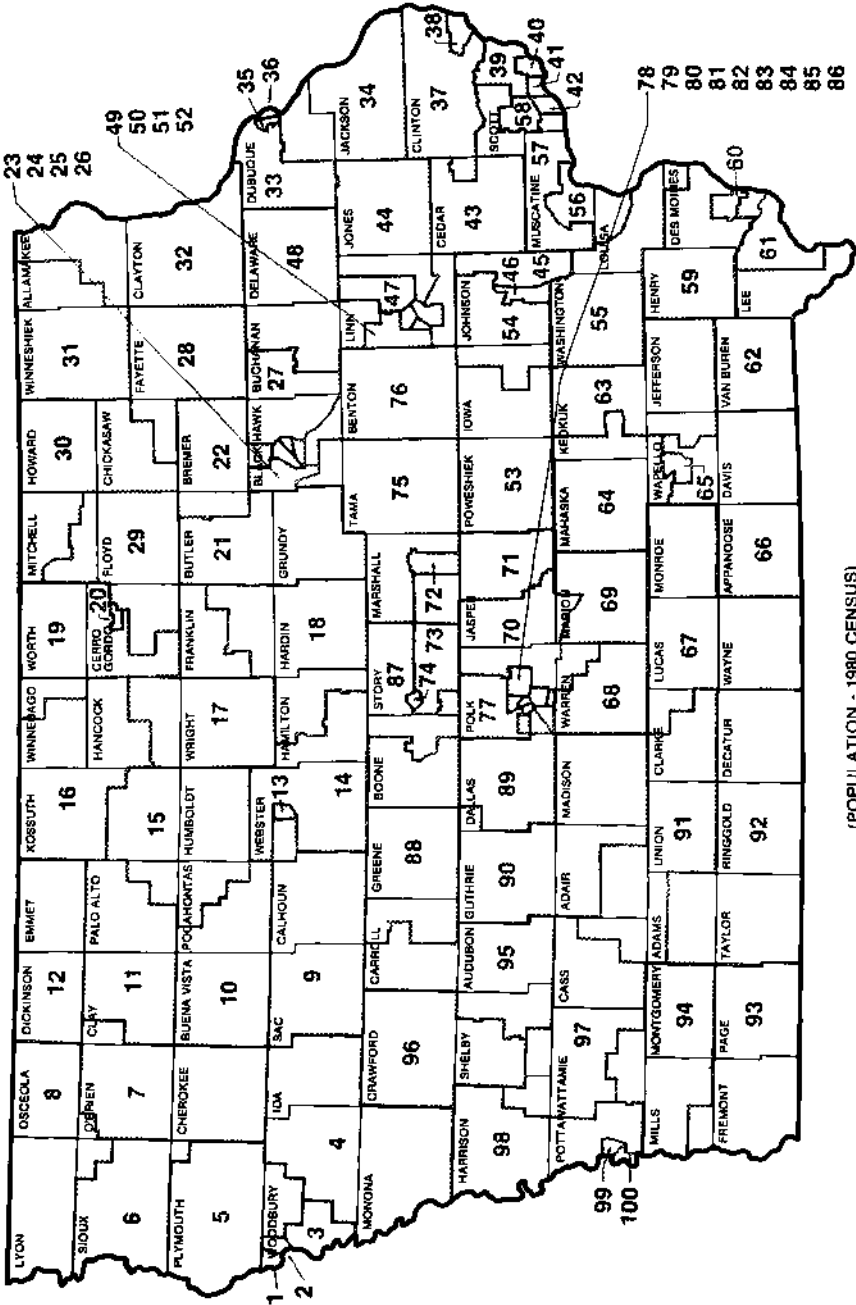 23
24
25
26
49
50
51
52
35
36
LYON
OSCEOLA
8
DICKINSON
12
EMMET
KOSSUTH
16
WINNEBAGO
WORTH
19
MITCHELL
HOWARD
30
WINNESHIEK
31
ALLAMAKEE
SIOUX
6
O'BRIEN
7
CLAY
11
PALO ALTO
15
HANCOCK
CERRO
GORDO
20
FLOYD
29
CHICKASAW
FAYETTE
28
CLAYTON
32
PLYMOUTH
5
CHEROKEE
BUENA VISTA
10
POCAHONTAS
HUMBOLDT
WRIGHT
17
FRANKLIN
BUTLER
21
BREMER
22
1
2
WOODBURY
3
4
IDA
SAC
9
CALHOUN
WEBSTER
13
14
HAMILTON
HARDIN
18
GRUNDY
BLACKHAWK
BUCHANAN
27
DELAWARE
48
DUBUQUE
33
MONONA
CRAWFORD
96
CARROLL
GREENE
88
BOONE
STORY
87
74
73
MARSHALL
72
TAMA
75
BENTON
76
LINN
47
JONES
44
JACKSON
34
HARRISON
98
SHELBY
AUDUBON
95
GUTHRIE
90
DALLAS
89
POLK
77
JASPER
70
71
POWESHIEK
53
IOWA
JOHNSON
54
46
45
CEDAR
43
CLINTON
37
38
SCOTT
39
40
41
42
58
MUSCATINE
57
56
99
100
POTTAWATTAMIE
97
CASS
ADAIR
MADISON
WARREN
68
MARION
69
MAHASKA
64
KEOKUK
63
WASHINGTON
55
LOUISA
78
79
80
81
82
83
84
85
86
MILLS
MONTGOMERY
94
ADAMS
UNION
91
CLARKE
LUCAS
67
MONROE
WAPELLO
65
JEFFERSON
HENRY
59
DES MOINES
60
FREMONT
PAGE
93
TAYLOR
RINGGOLD
92
DECATUR
WAYNE
APPANOOSE
66
DAVIS
VAN BUREN
62
LEE
61
(POPULATION - 1980 CENSUS)